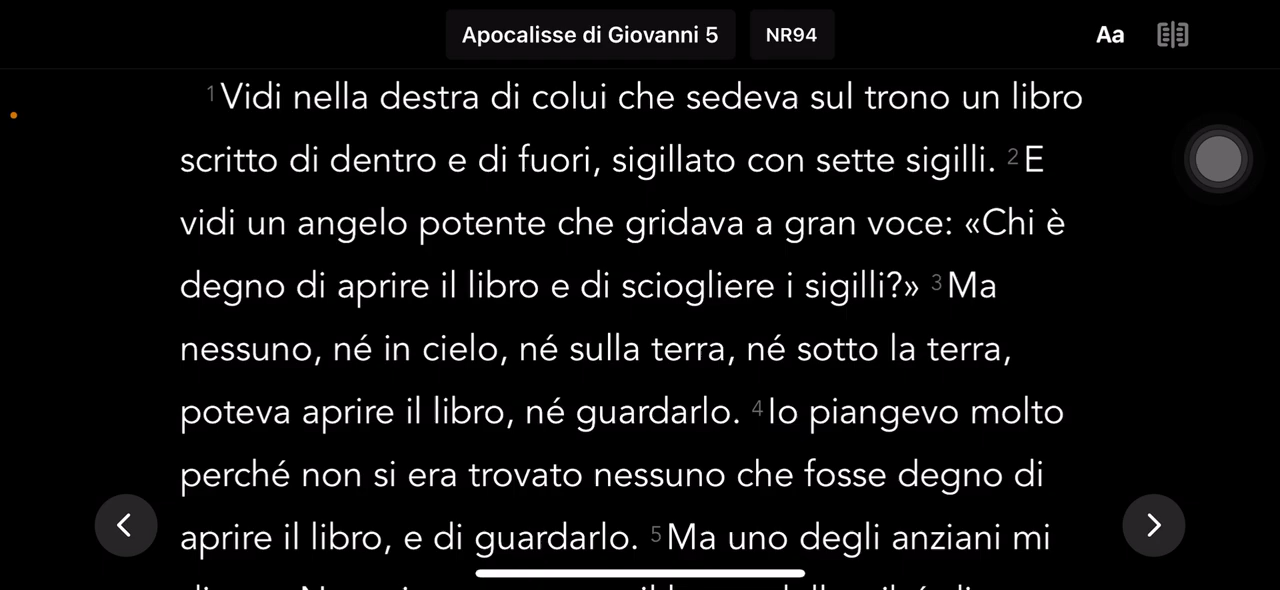 Apocalisse di Giovanni 5 NR94 Aa
1 Vidi nella destra di colui che sedeva sul trono un libro
scritto di dentro e di fuori, sigillato con sette sigilli. 2 E
vidi un angelo potente che gridava a gran voce: «Chi è
degno di aprire il libro e di sciogliere i sigilli?» 3 Ma
nessuno, né in cielo, né sulla terra, né sotto la terra,
poteva aprire il libro, né guardarlo. 4 Io piangevo molto
perché non si era trovato nessuno che fosse degno di
aprire il libro, e di guardarlo. 5 Ma uno degli anziani mi